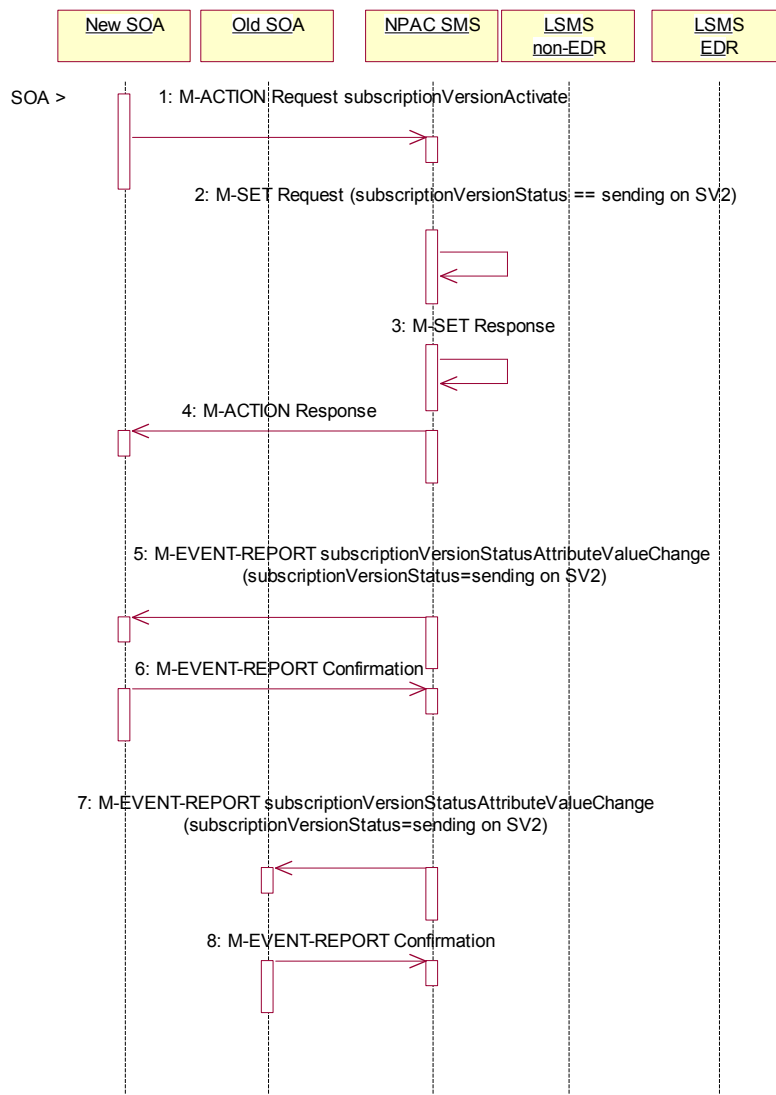 New SOA
Old SOA
NPAC SMS
LSMS
non-EDR
LSMS
EDR
SOA >
1: M-ACTION Request subscriptionVersionActivate
2: M-SET Request (subscriptionVersionStatus == sending on SV2)
3: M-SET Response
4: M-ACTION Response
5: M-EVENT-REPORT subscriptionVersionStatusAttributeValueChange
(subscriptionVersionStatus=sending on SV2)
6: M-EVENT-REPORT Confirmation
7: M-EVENT-REPORT subscriptionVersionStatusAttributeValueChange
(subscriptionVersionStatus=sending on SV2)
8: M-EVENT-REPORT Confirmation